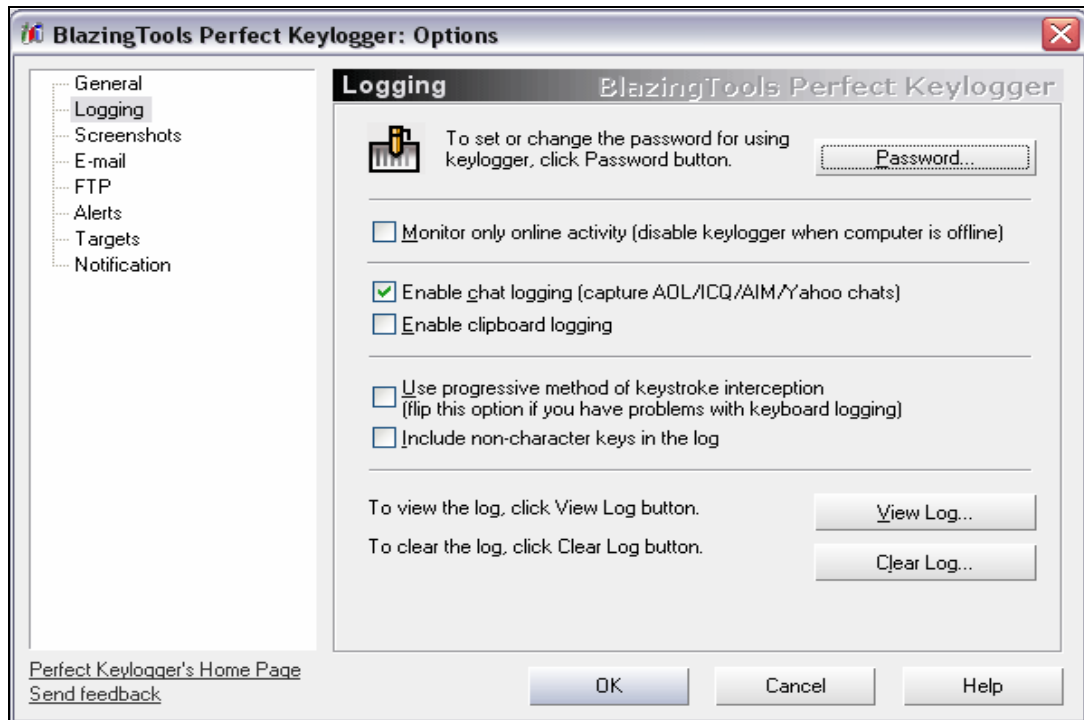 BlazingTools Perfect Keylogger: Options
General
Logging
Screenshots
E-mail
FTP
Alerts
Targets
Notification
Logging BlazingTools Perfect Keylogger
To set or change the password for using
keylogger, click Password button.
Password...
Monitor only online activity (disable keylogger when computer is offline)
Enable chat logging (capture AOL/ICQ/AIM/Yahoo chats)
Enable clipboard logging
Use progressive method of keystroke interception
(flip this option if you have problems with keyboard logging)
Include non-character keys in the log
To view the log, click View Log button.
View Log...
To clear the log, click Clear Log button.
Clear Log...
Perfect Keylogger's Home Page
Send feedback
OK
Cancel
Help